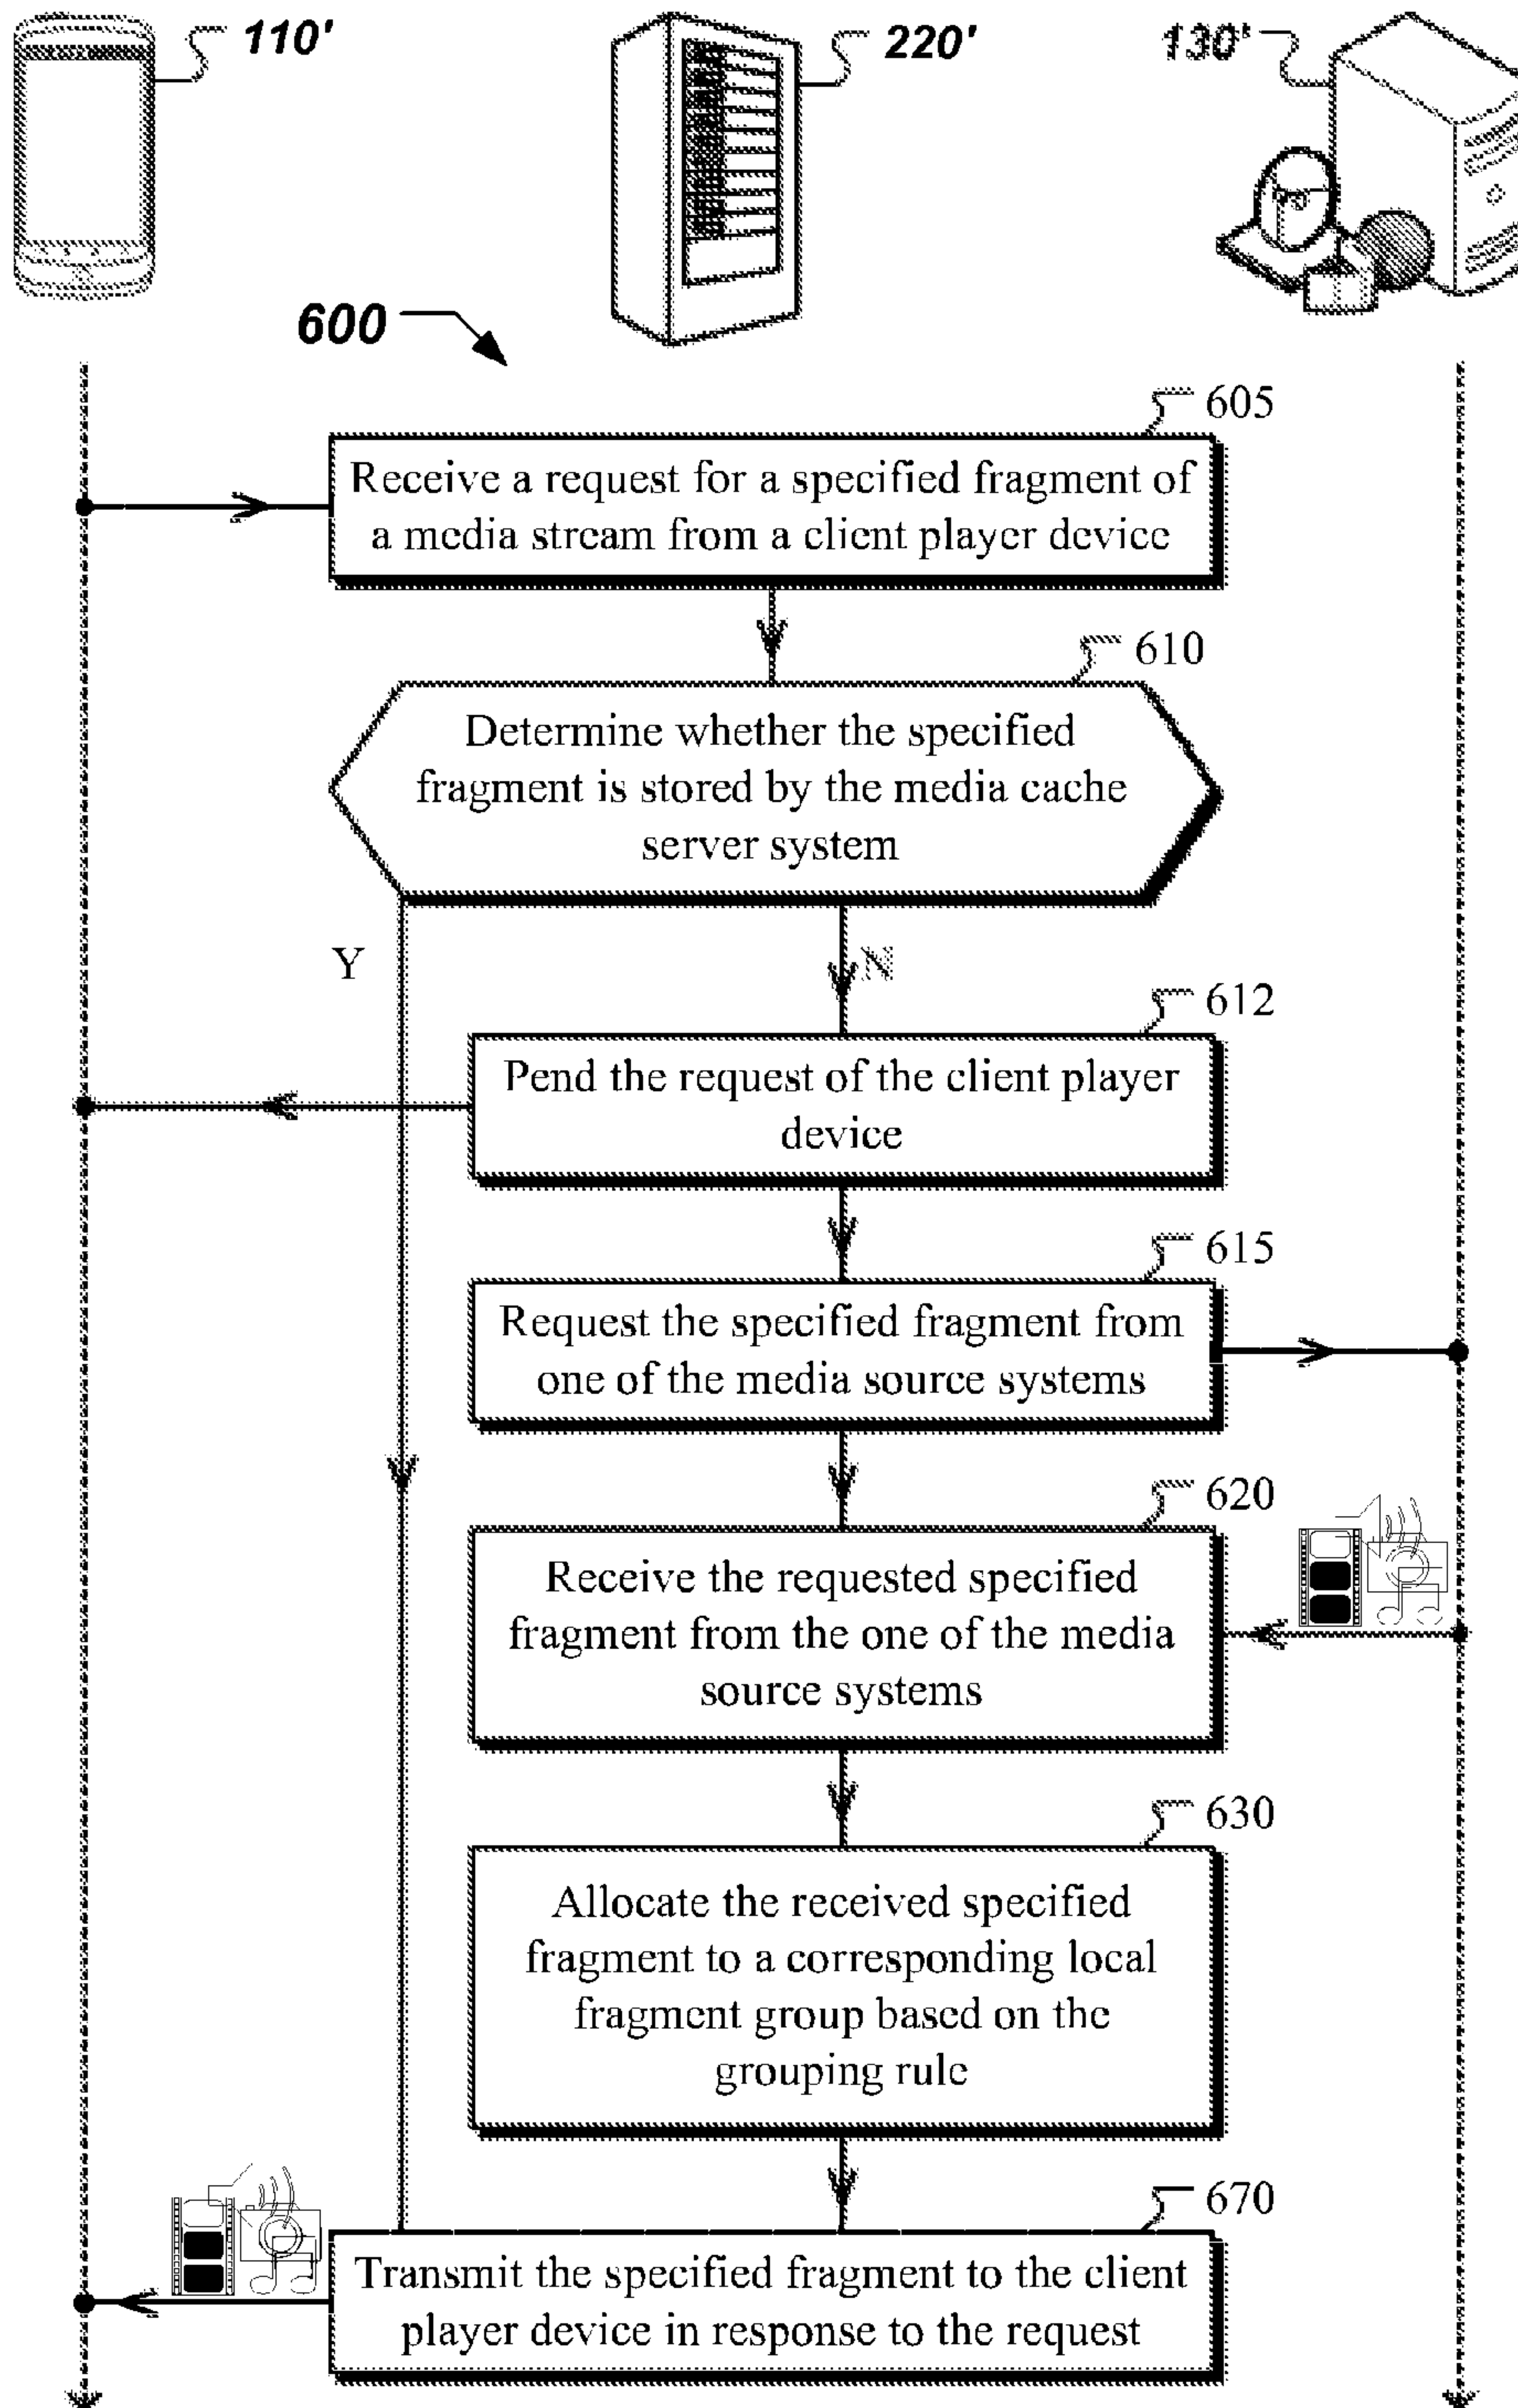 110'
220'
130'
600
605
Receive a request for a specified fragment of
a media stream from a client player device
610
Determine whether the specified
fragment is stored by the media cache
server system
Y
N
612
Pend the request of the client player
device
615
Request the specified fragment from
one of the media source systems
620
Receive the requested specified
fragment from the one of the media
source systems
630
Allocate the received specified
fragment to a corresponding local
fragment group based on the
grouping rule
670
Transmit the specified fragment to the client
player device in response to the request